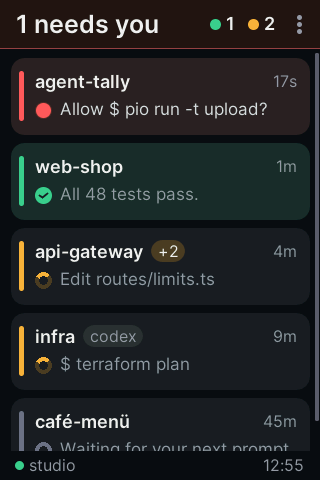 1 needs you 1 2
agent-tally 17s
Allow $ pio run -t upload?
web-shop 1m
All 48 tests pass.
api-gateway +2 4m
Edit routes/limits.ts
infra codex 9m
$ terraform plan
café-menü 45m
Waiting for your next prompt
studio 12:55